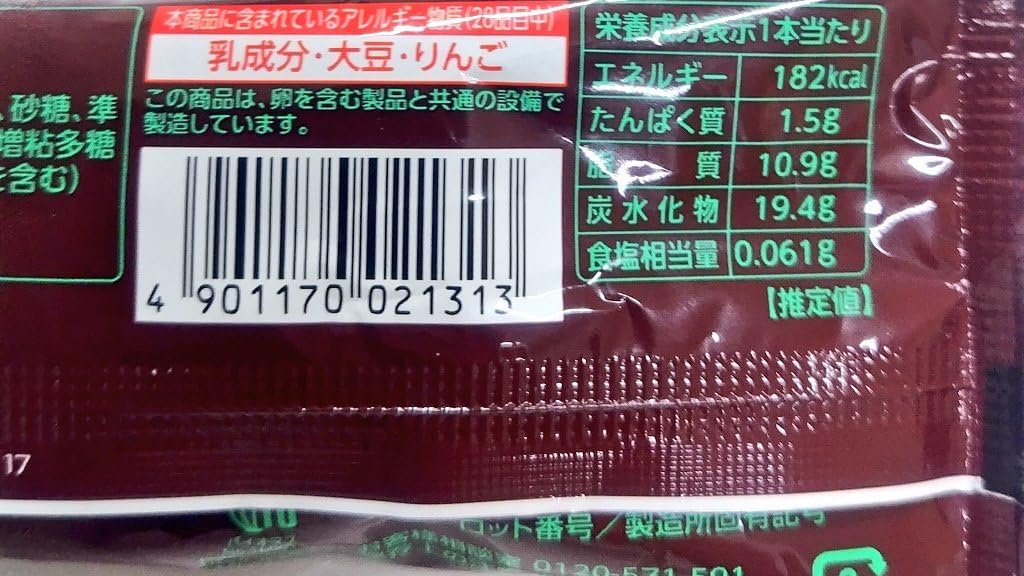 本商品に含まれているアレルギー物質(28品目中)
乳成分・大豆・りんご
この商品は、卵を含む製品と共通の設備で
製造しています。
、砂糖、準
増粘多糖
を含む)
4 901170 021313
栄養成分表示1本当たり
エネルギー 182kcal
たんぱく質 1.5g
脂質 10.9g
炭水化物 19.4g
食塩相当量 0.061g
【推定値】
17
ロット番号/製造所固有記号
0120-571-591